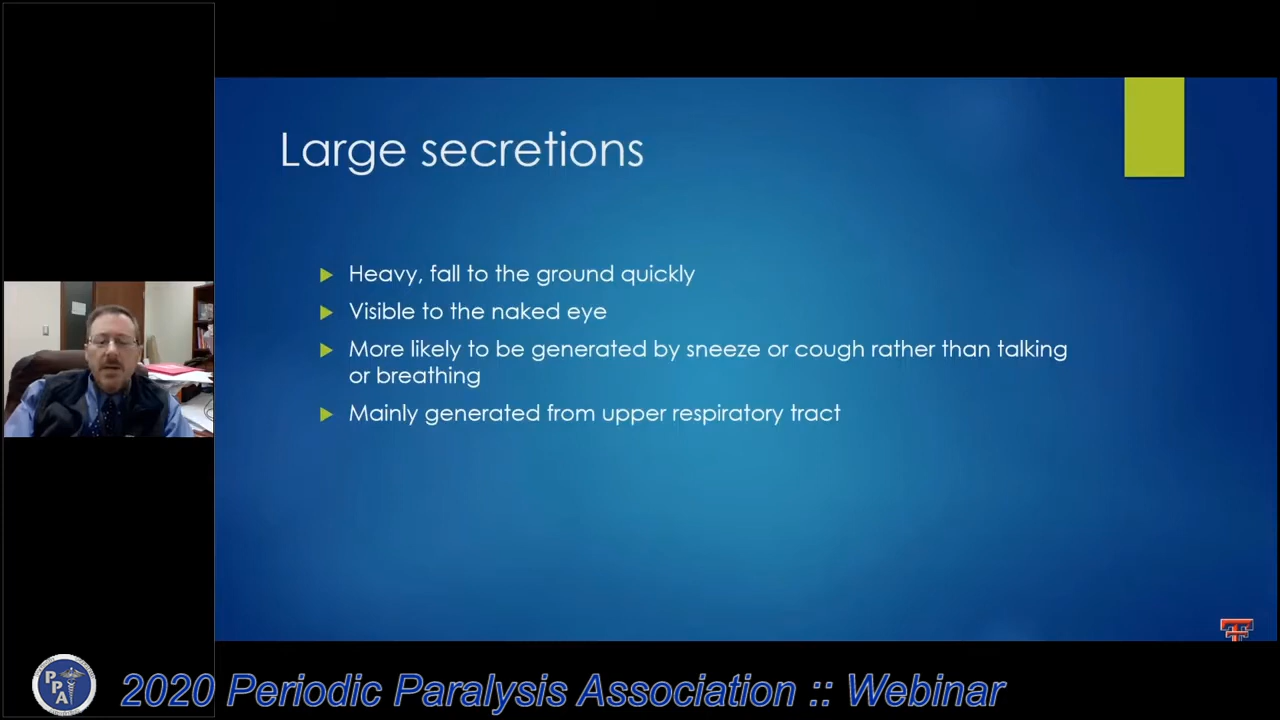 Large secretions
Heavy, fall to the ground quickly
Visible to the naked eye
More likely to be generated by sneeze or cough rather than talking
or breathing
Mainly generated from upper respiratory tract
PPA
2020 Periodic Paralysis Association :: Webinar